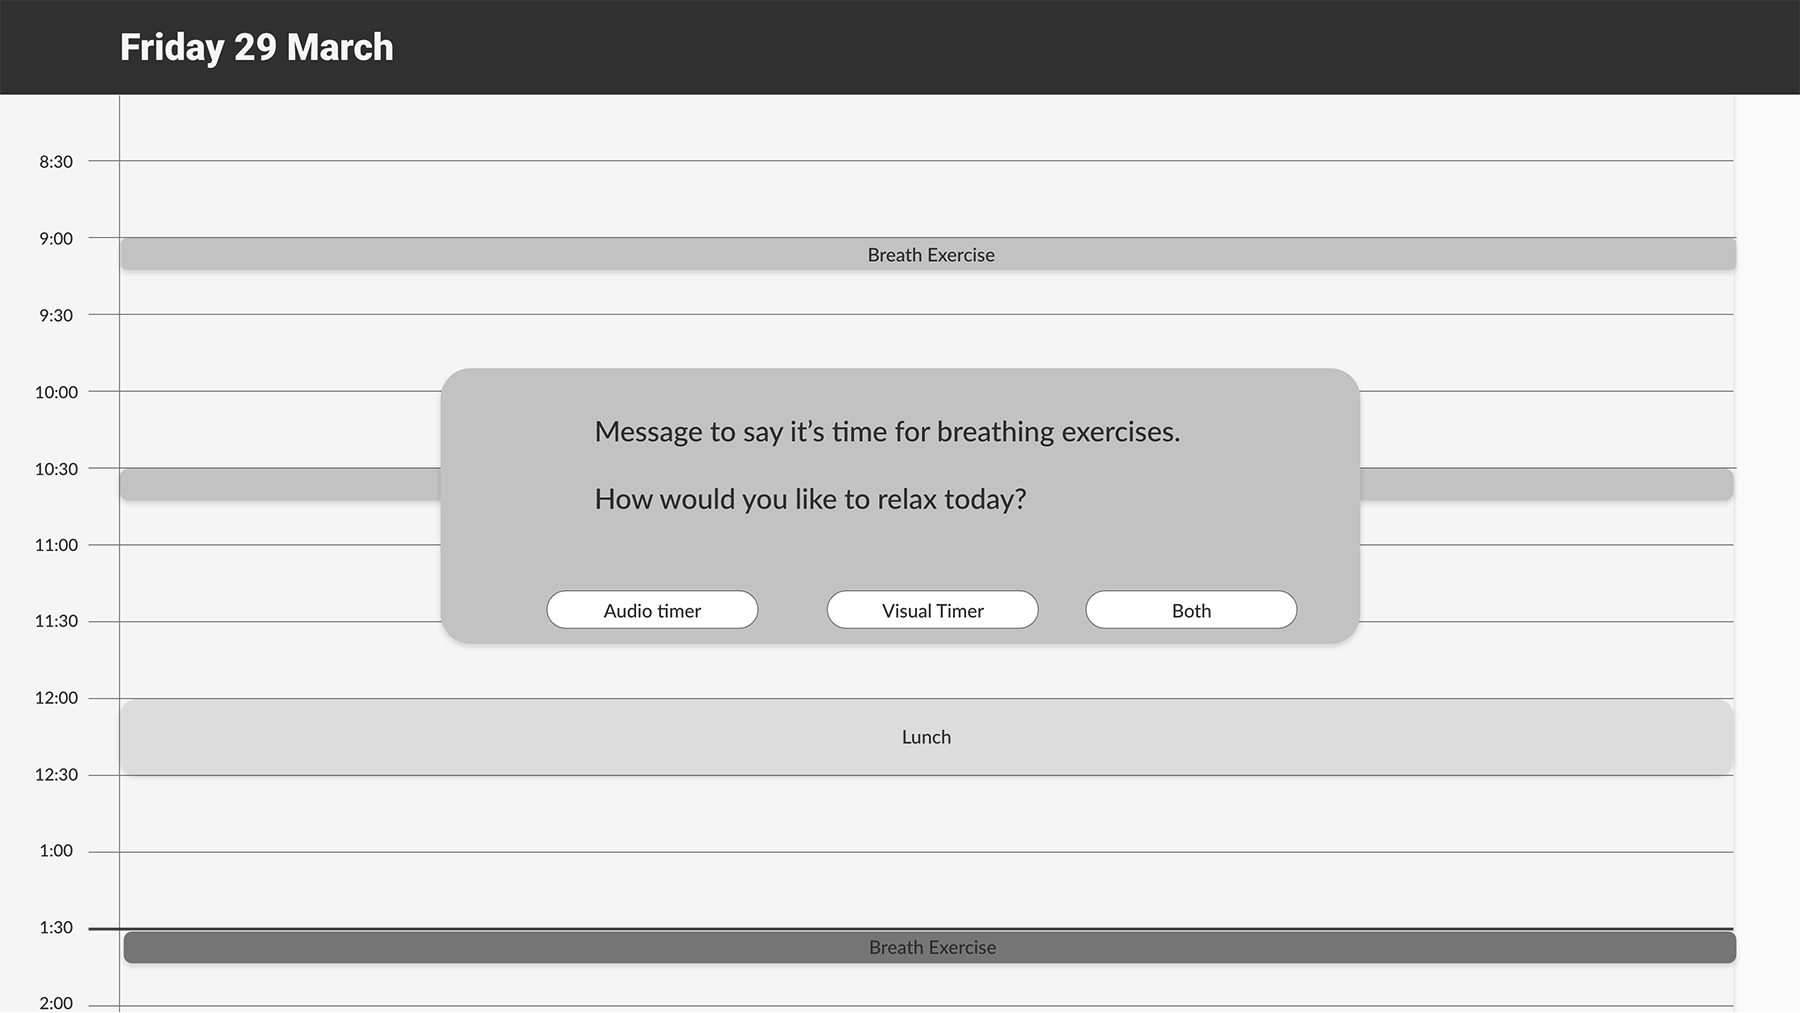 Friday 29 March
8:30
9:00
Breath Exercise
9:30
10:00
Message to say it’s time for breathing exercises.
10:30
How would you like to relax today?
11:00
11:30
Audio timer
Visual Timer
Both
12:00
Lunch
12:30
1:00
1:30
Breath Exercise
2:00